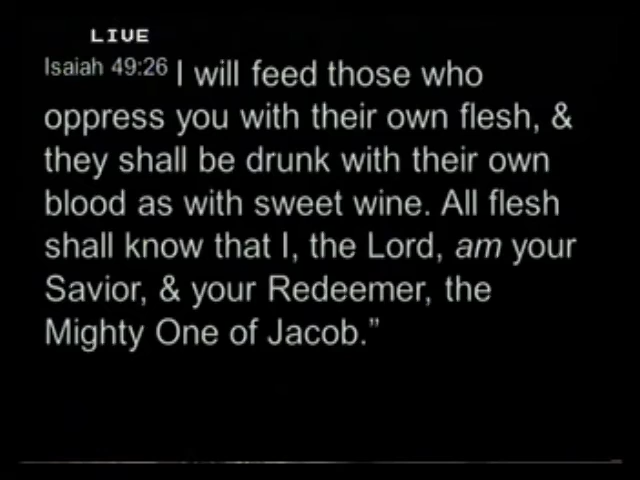 LIVE
Isaiah 49:26 I will feed those who
oppress you with their own flesh, &
they shall be drunk with their own
blood as with sweet wine. All flesh
shall know that I, the Lord, am your
Savior, & your Redeemer, the
Mighty One of Jacob.”